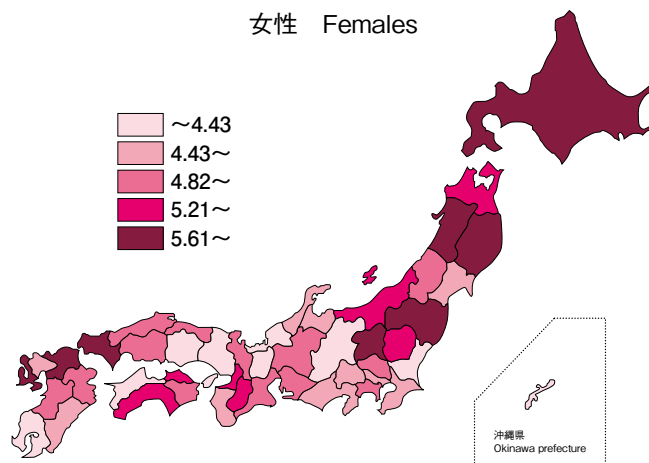 女性 Females
～4.43
4.43～
4.82～
5.21～
5.61～
沖縄県
Okinawa prefecture